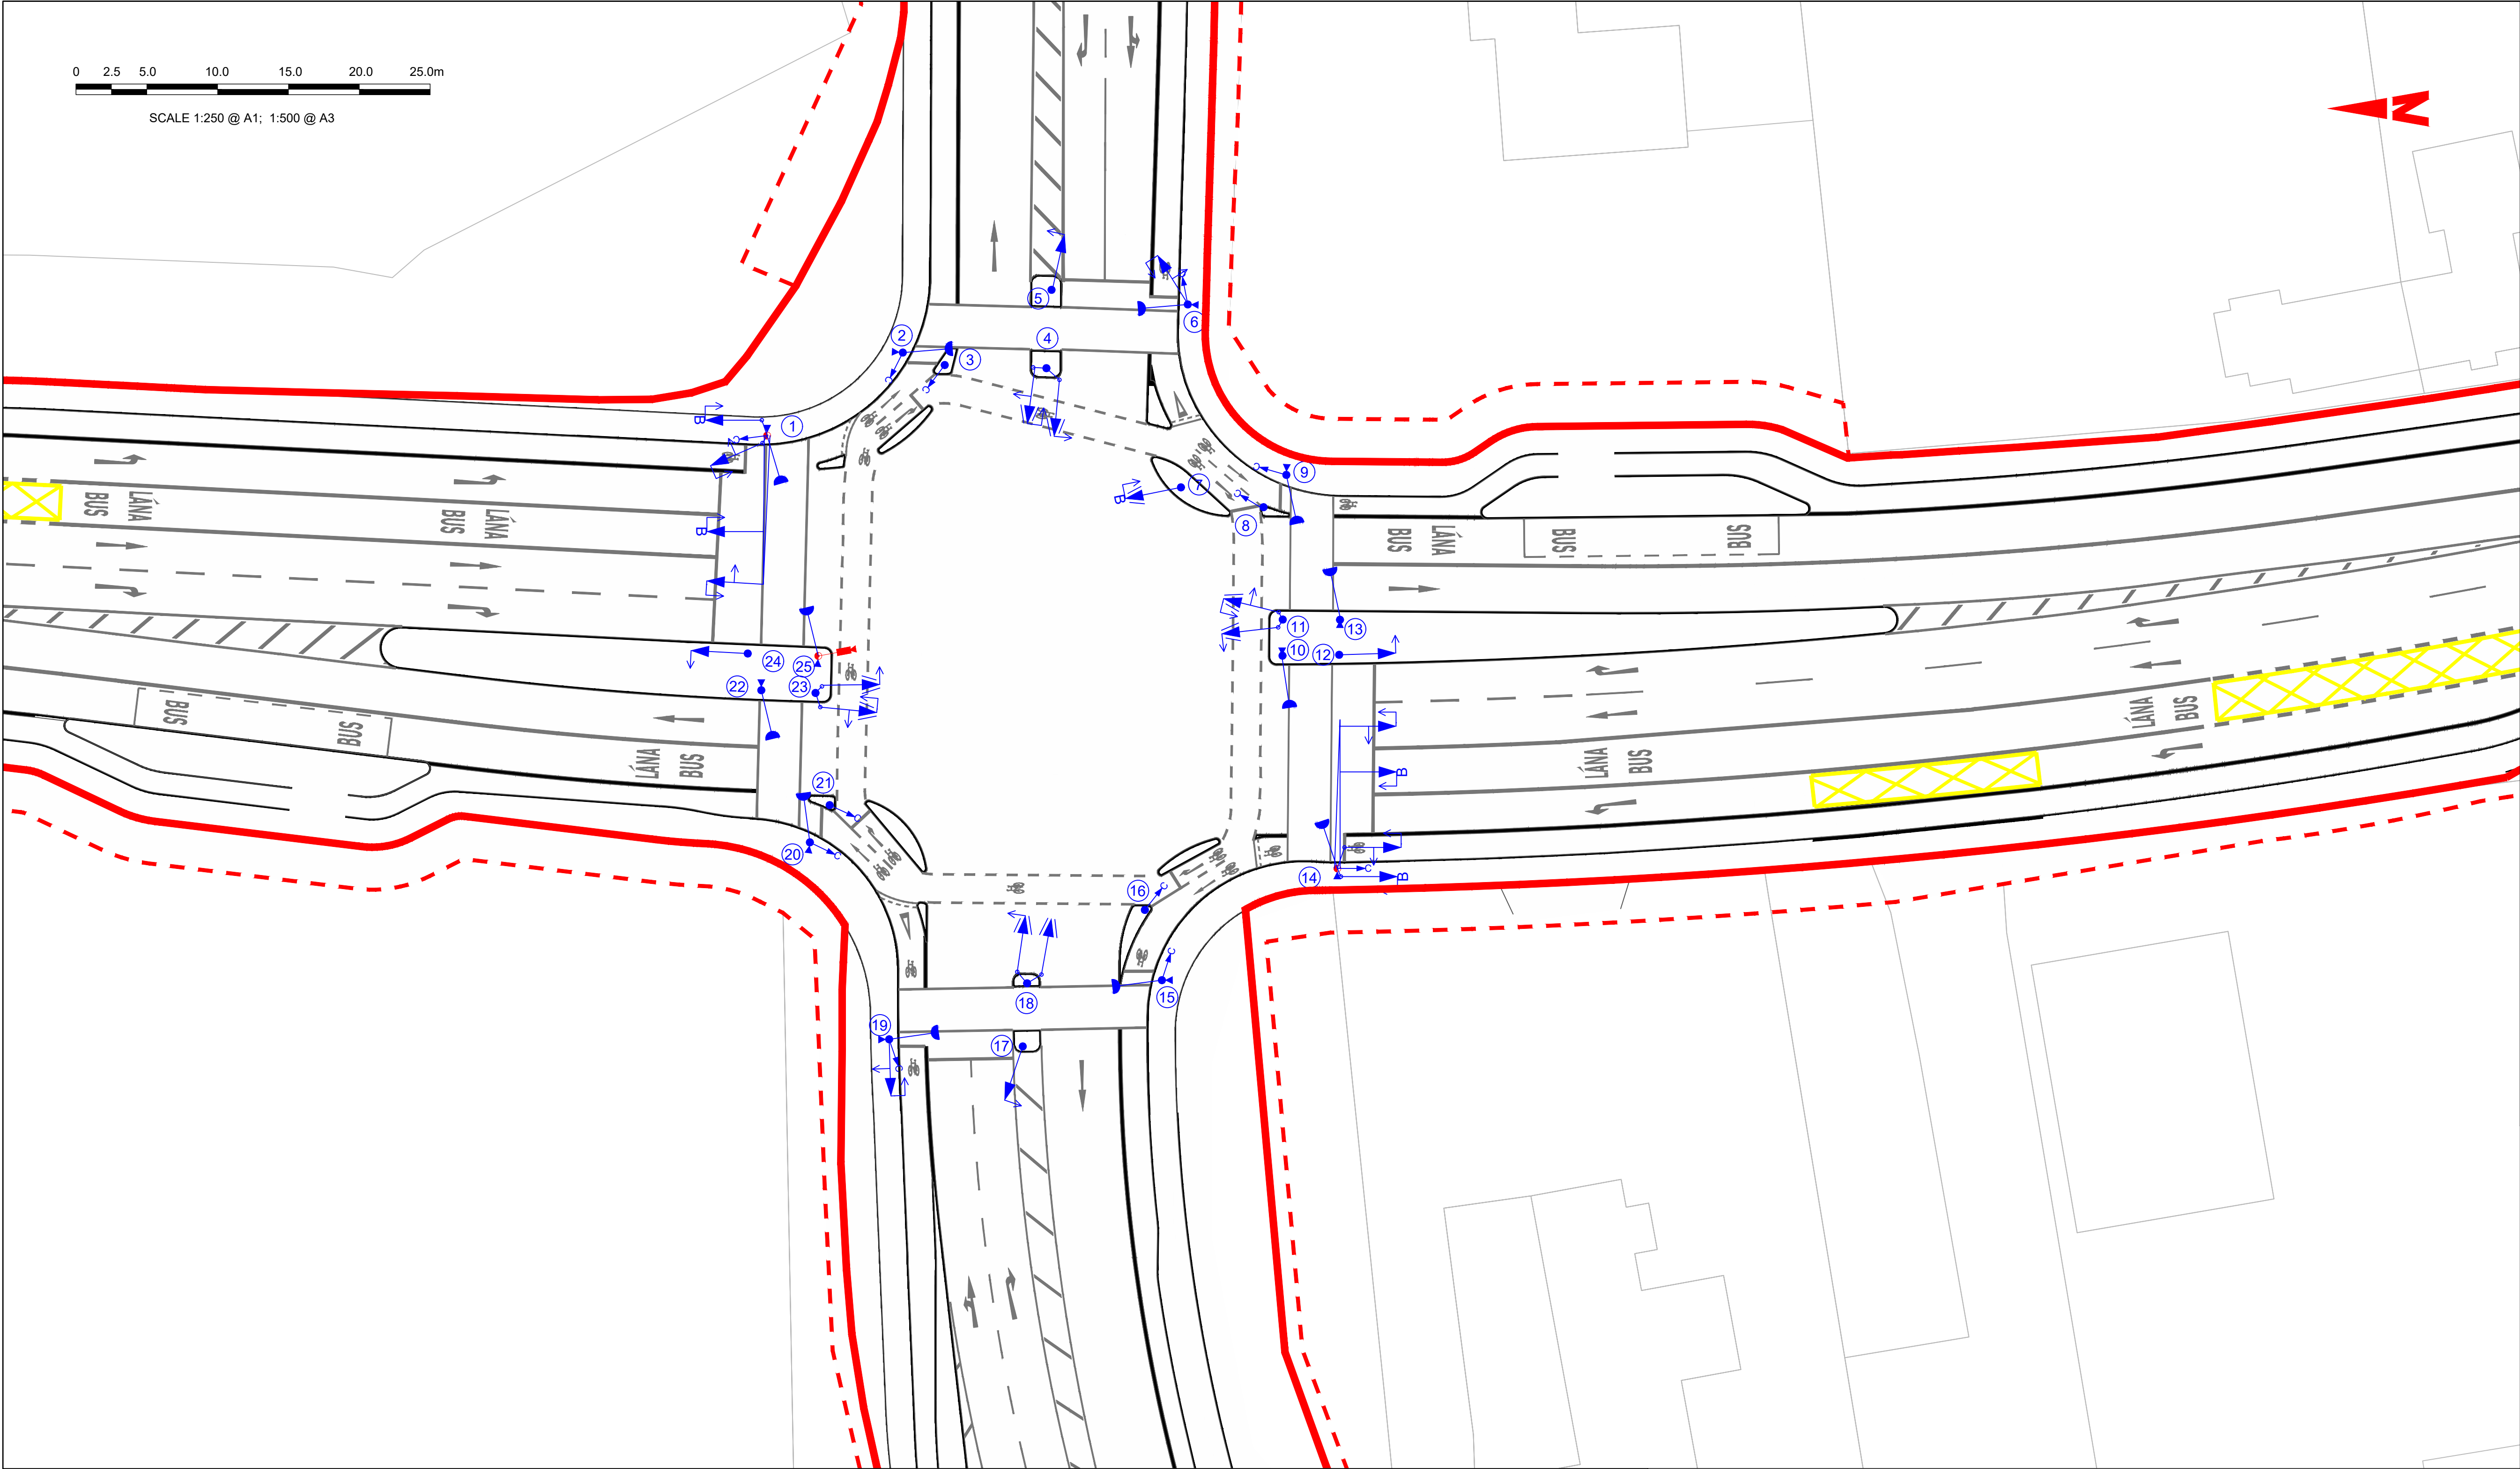 0 2.5 5.0 10.0 15.0 20.0 25.0m
SCALE 1:250 @ A1; 1:500 @ A3
N
5
6
4
2
3
1
B
C
C
C
7
9
8
B
C
C
LÁNA
BUS
LÁNA
BUS
B
LÁNA
BUS
BUS
BUS
11
13
10
12
24
25
22
23
BUS
BUS
LÁNA
BUS
LÁNA
BUS
LÁNA
BUS
B
21
C
20
C
14
C
B
16
C
15
C
18
19
17
C